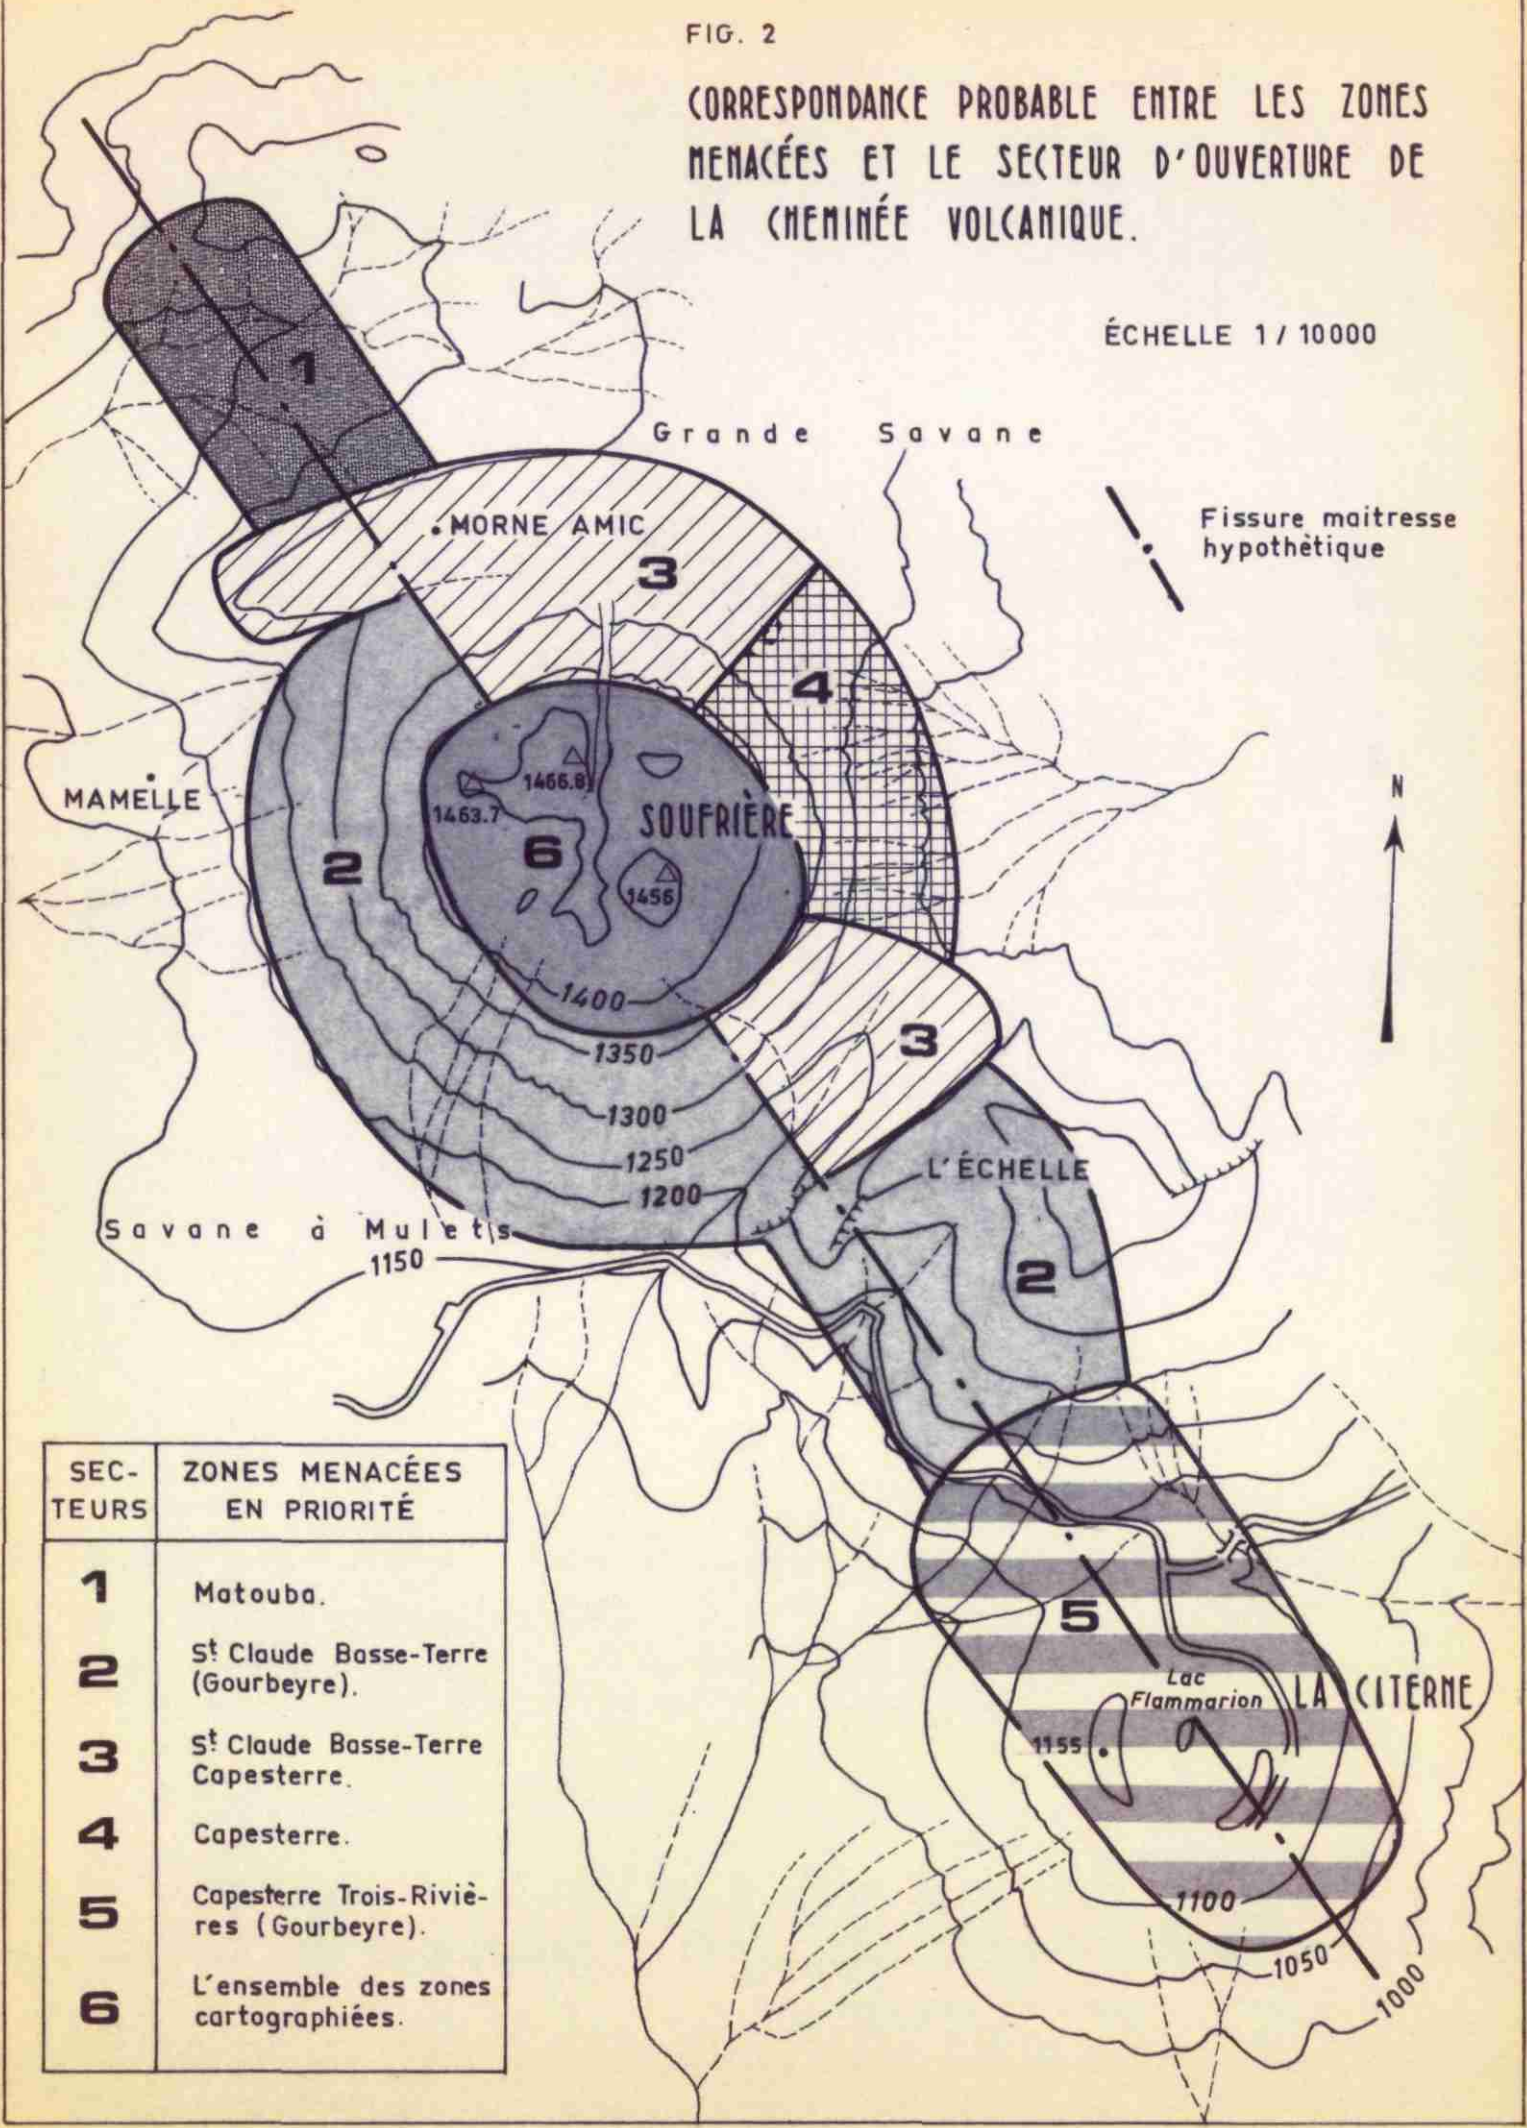 FIG. 2
CORRESPONDANCE PROBABLE ENTRE LES ZONES
MENACÉES ET LE SECTEUR D'OUVERTURE DE
LA CHEMINÉE VOLCANIQUE.
ÉCHELLE 1 / 10000
1
Grande Savane
Fissure maitresse
hypothètique
MORNE AMIC
3
4
N
MAMELLE
1466.8
1463.7
SOUFRIÈRE
2
6
1456
1400
1350
3
1300
1250
L'ÉCHELLE
1200
Savane à Mulets
1150
2
5
Lac
Flammarion
LA CITERNE
1155
1100
1050
1000
SEC-
TEURS
ZONES MENACÉES
EN PRIORITÉ
1
Matouba.
2
St Claude Basse-Terre
(Gourbeyre).
3
St Claude Basse-Terre
Capesterre.
4
Capesterre.
5
Capesterre Trois-Riviè-
res (Gourbeyre).
6
L'ensemble des zones
cartographiées.